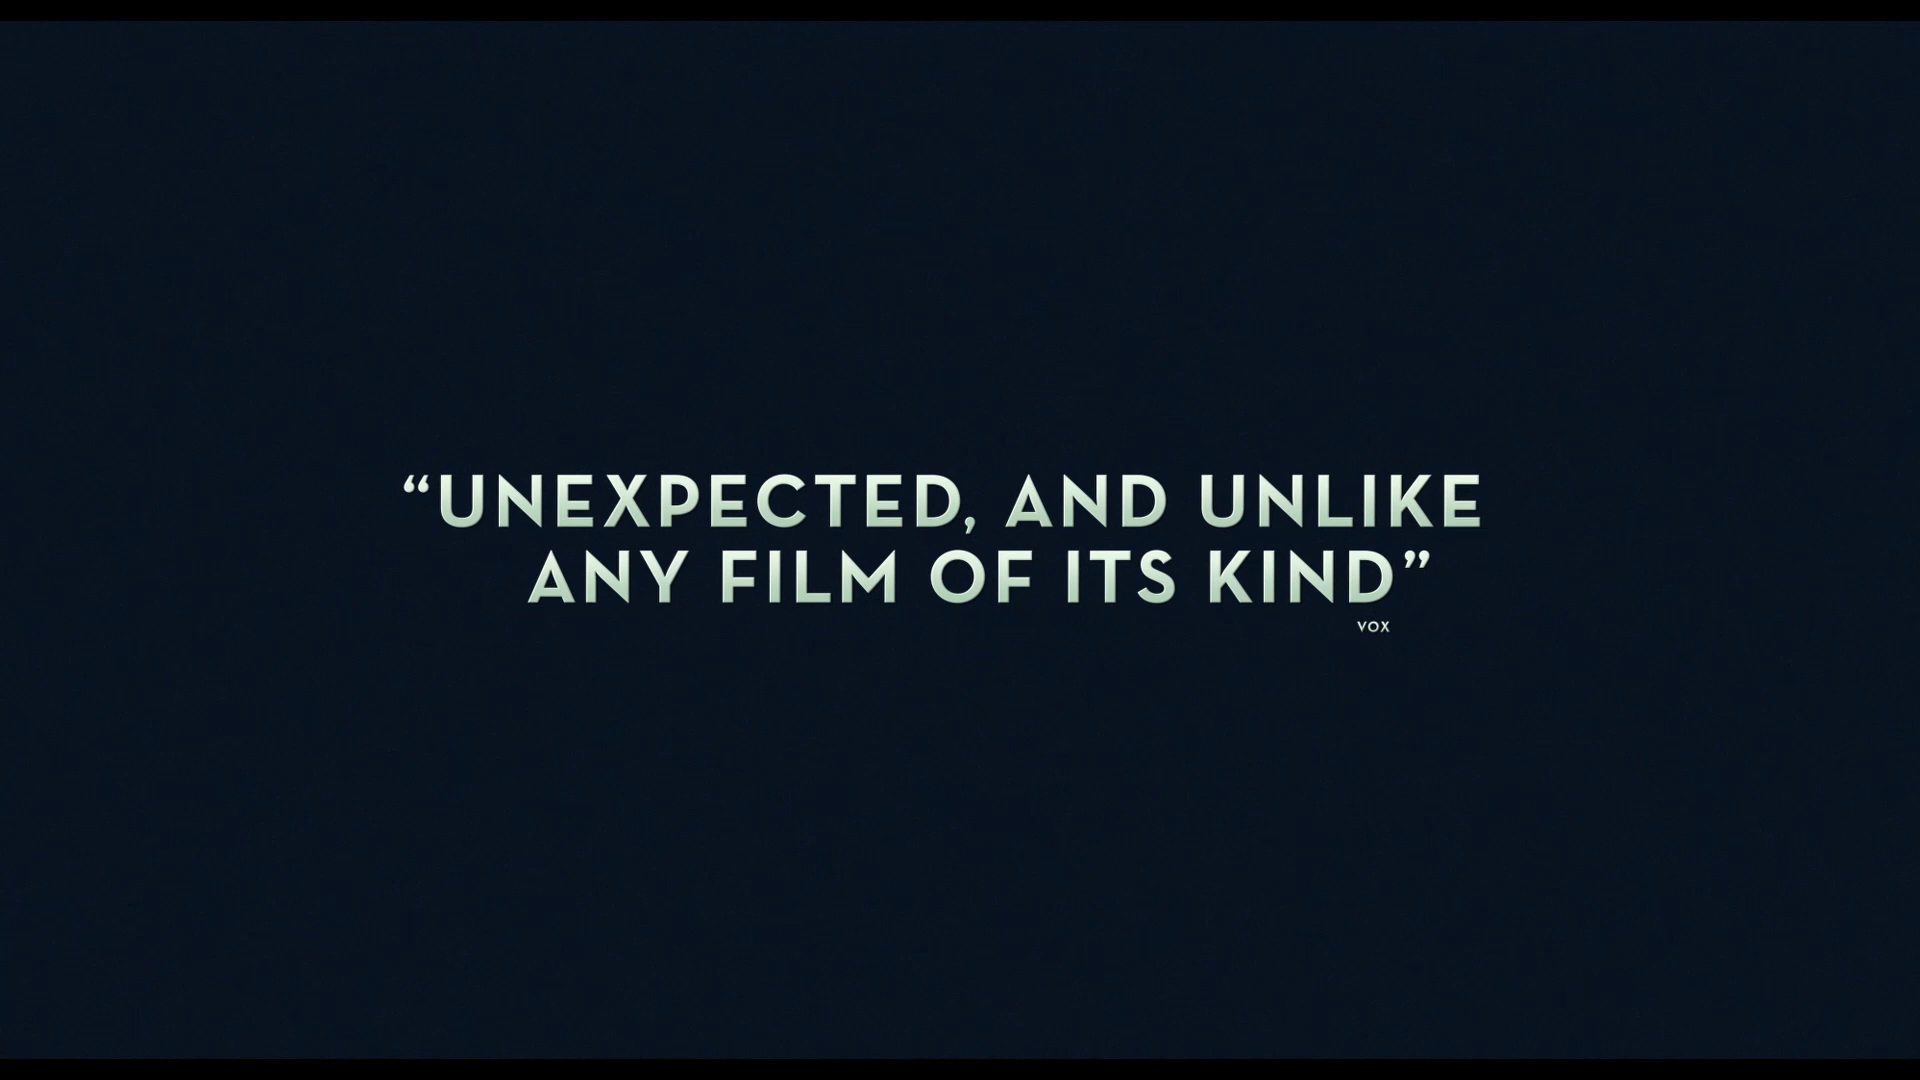 “UNEXPECTED, AND UNLIKE
ANY FILM OF ITS KIND”
VOX